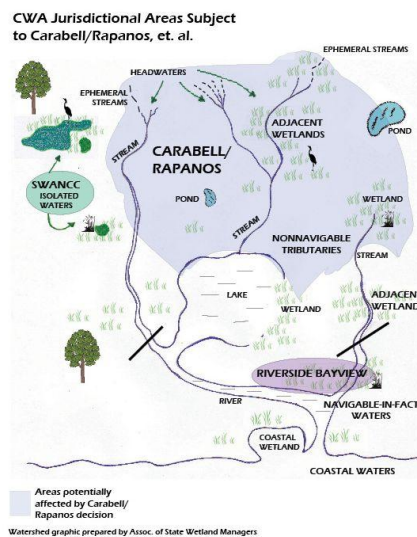 CWA Jurisdictional Areas Subject
to Carabell/Rapanos, et. al.
EPHEMERAL STREAMS
HEADWATERS
EPHEMERAL
STREAMS
ADJACENT
WETLANDS
POND
STREAM
CARABELL/
RAPANOS
SWANCC
ISOLATED
WATERS
POND
WETLAND
STREAM
NONNAVIGABLE
TRIBUTARIES
STREAM
LAKE
WETLAND
ADJACEN
WETLAND
RIVERSIDE BAYVIEW
RIVER
NAVIGABLE-IN-FACT
WATERS
COASTAL
WETLAND
COASTAL WATERS
Areas potentially
affected by Carabell/
Rapanos decision
Watershed graphic prepared by Assoc. of State Wetland Managers